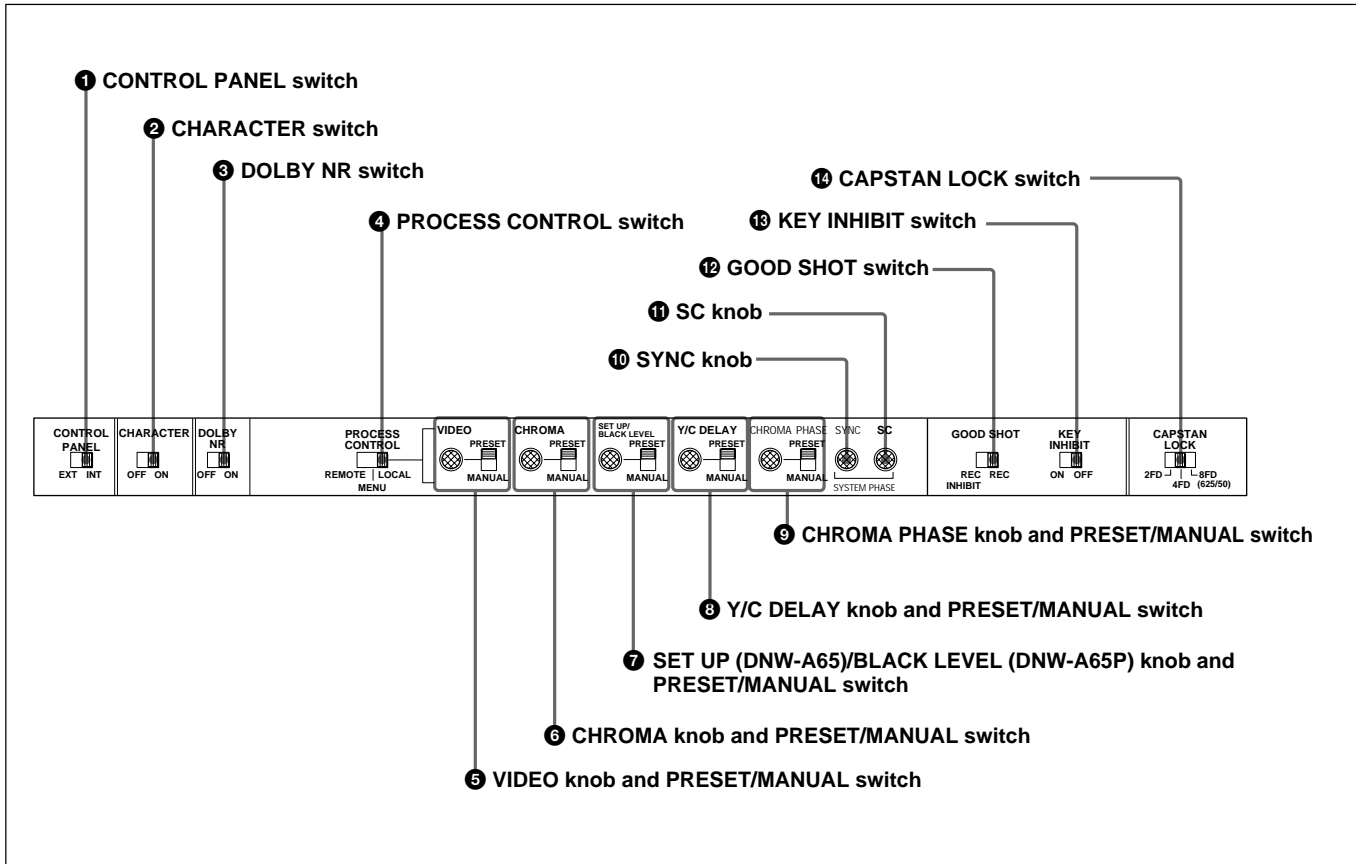 ❶ CONTROL PANEL switch
❷ CHARACTER switch
❸ DOLBY NR switch
❹ PROCESS CONTROL switch
⓮ CAPSTAN LOCK switch
⓭ KEY INHIBIT switch
⓬ GOOD SHOT switch
⓫ SC knob
❿ SYNC knob
CONTROL PANEL
EXT INT
CHARACTER
OFF ON
DOLBY NR
OFF ON
PROCESS CONTROL
REMOTE | LOCAL
MENU
VIDEO
PRESET
MANUAL
CHROMA
PRESET
MANUAL
SET UP/
BLACK LEVEL
PRESET
MANUAL
Y/C DELAY
PRESET
MANUAL
CHROMA PHASE
PRESET
MANUAL
SYNC
SC
SYSTEM PHASE
GOOD SHOT
REC REC
INHIBIT
KEY
INHIBIT
ON OFF
CAPSTAN
LOCK
2FD
4FD
8FD
(625/50)
❾ CHROMA PHASE knob and PRESET/MANUAL switch
❽ Y/C DELAY knob and PRESET/MANUAL switch
❼ SET UP (DNW-A65)/BLACK LEVEL (DNW-A65P) knob and
PRESET/MANUAL switch
❻ CHROMA knob and PRESET/MANUAL switch
❺ VIDEO knob and PRESET/MANUAL switch